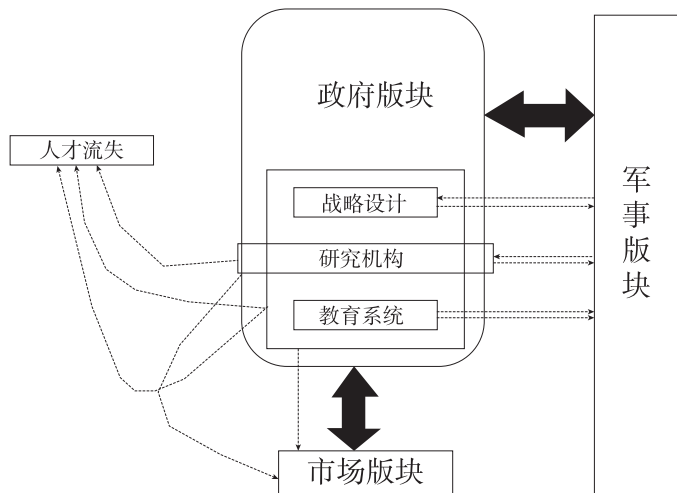 政府版块
人才流失
战略设计
研究机构
教育系统
军事版块
市场版块